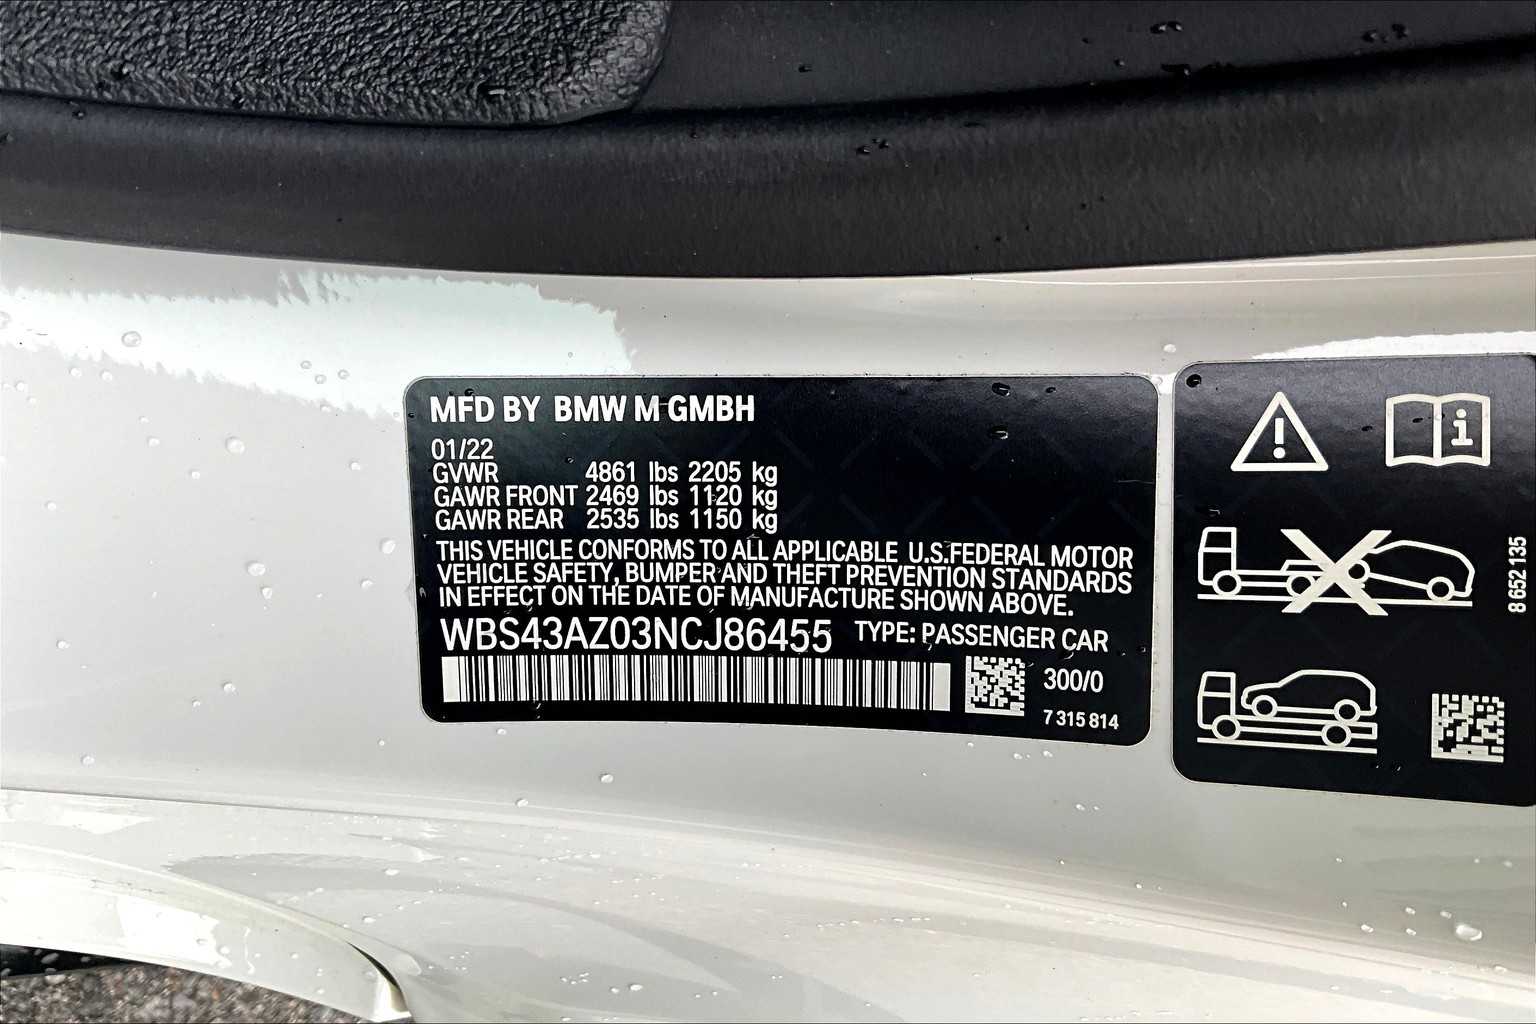 MFD BY BMW M GMBH
01/22
GVWR 4861 lbs 2205 kg
GAWR FRONT 2469 lbs 1120 kg
GAWR REAR 2535 lbs 1150 kg
THIS VEHICLE CONFORMS TO ALL APPLICABLE U.S.FEDERAL MOTOR
VEHICLE SAFETY, BUMPER AND THEFT PREVENTION STANDARDS
IN EFFECT ON THE DATE OF MANUFACTURE SHOWN ABOVE.
WBS43AZ03NCJ86455 TYPE: PASSENGER CAR
300/0
7 315 814
8 652 135